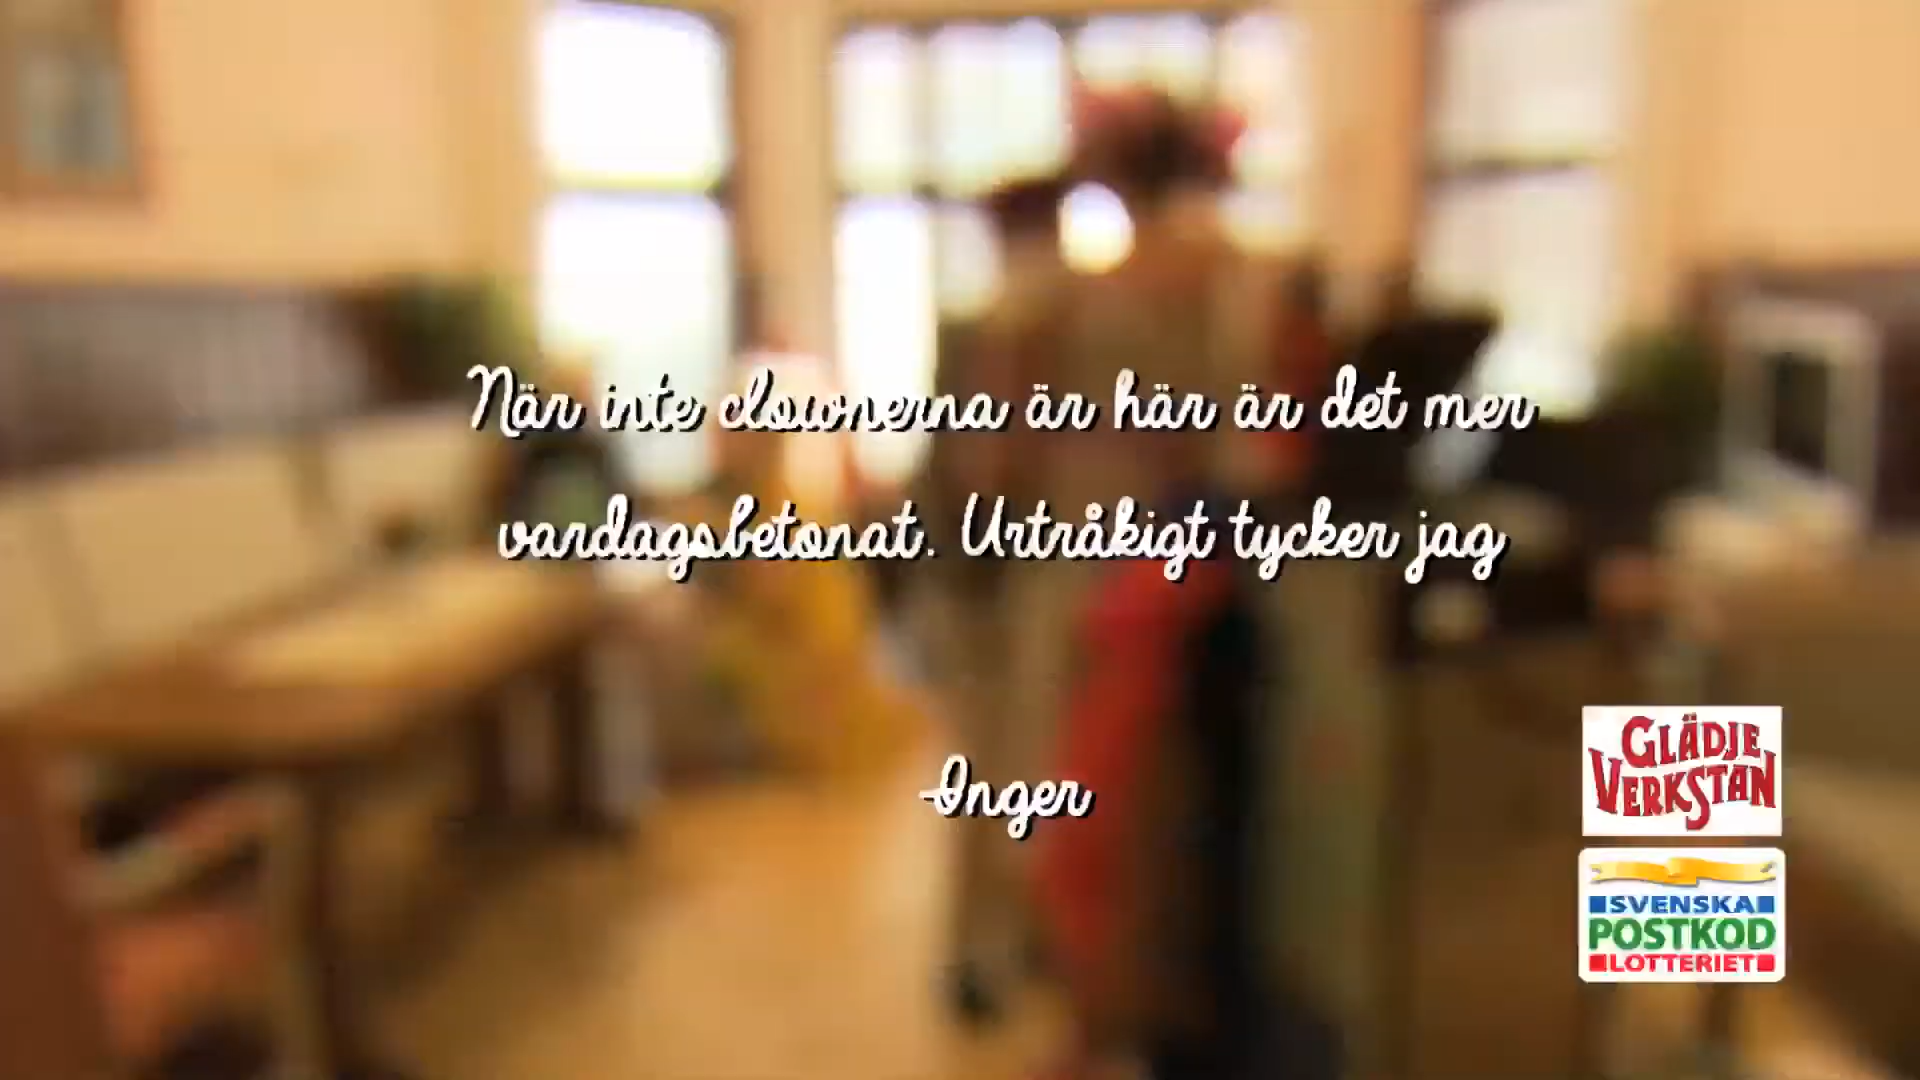 När inte clownerna är här är det mer
vardagsbetonat. Urtråkigt tycker jag
-Inger
GLÄDJE
VERKSTAN
SVENSKA
POSTKOD
LOTTERIET